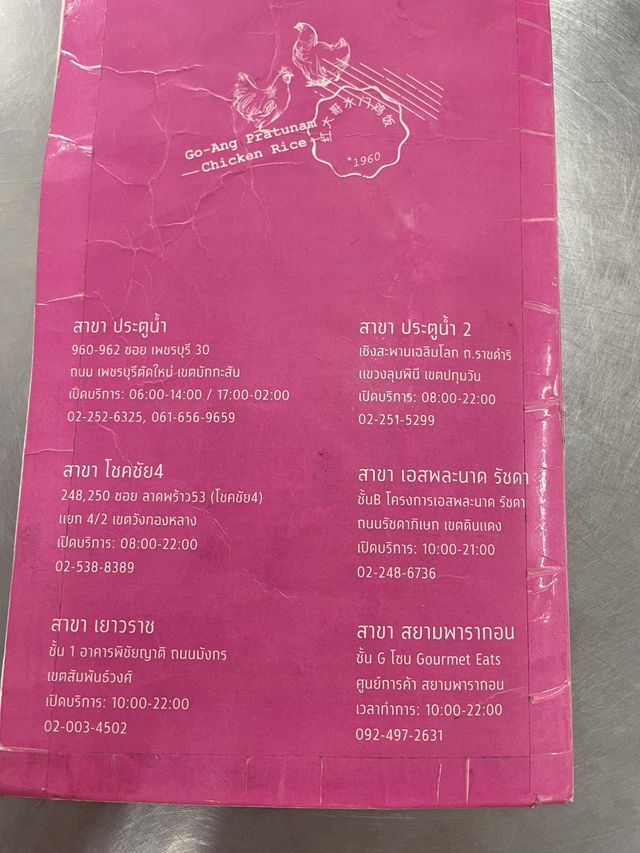 Go-Ang Pratunam
Chicken Rice
红大哥水门鸡饭
*1960
สาขา ประตูน้ำ
960-962 ซอย เพชรบุรี 30
ถนน เพชรบุรีตัดใหม่ เขตมักกะสัน
เปิดบริการ: 06:00-14:00 / 17:00-02:00
02-252-6325, 061-656-9659
สาขา ประตูน้ำ 2
เชิงสะพานเฉลิมโลก ถ.ราชดำริ
แขวงลุมพินี เขตปทุมวัน
เปิดบริการ: 08:00-22:00
02-251-5299
สาขา โชคชัย4
248,250 ซอย ลาดพร้าว53 (โชคชัย4)
แยก 4/2 เขตวังทองหลาง
เปิดบริการ: 08:00-22:00
02-538-8389
สาขา เอสพละนาด รัชดา
ชั้นB โครงการเอสพละนาด รัชดา
ถนนรัชดาภิเษก เขตดินแดง
เปิดบริการ: 10:00-21:00
02-248-6736
สาขา เยาวราช
ชั้น 1 อาคารพิชัยญาติ ถนนมังกร
เขตสัมพันธ์วงศ์
เปิดบริการ: 10:00-22:00
02-003-4502
สาขา สยามพารากอน
ชั้น G โซน Gourmet Eats
ศูนย์การค้า สยามพารากอน
เวลาทำการ: 10:00-22:00
092-497-2631